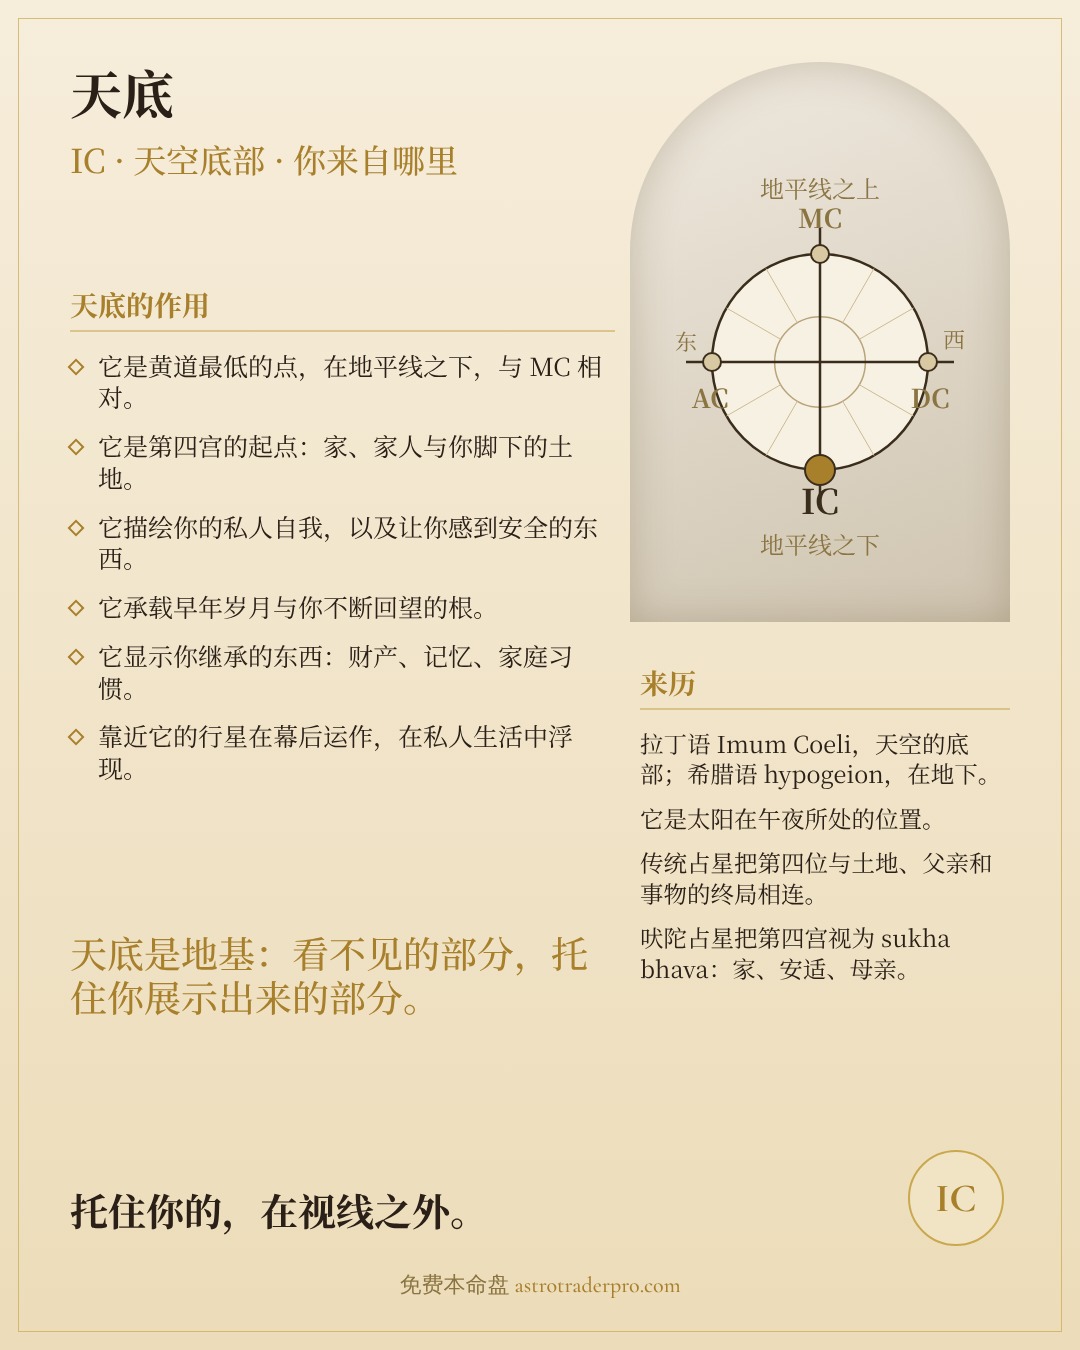 天底
IC · 天空底部 · 你来自哪里
天底的作用
它是黄道最低的点，在地平线之下，与 MC 相
对。
它是第四宫的起点：家、家人与你脚下的土
地。
它描绘你的私人自我，以及让你感到安全的东
西。
它承载早年岁月与你不断回望的根。
它显示你继承的东西：财产、记忆、家庭习
惯。
靠近它的行星在幕后运作，在私人生活中浮
现。
天底是地基：看不见的部分，托
住你展示出来的部分。
地平线之上
MC
东
西
AC
DC
IC
地平线之下
来历
拉丁语 Imum Coeli，天空的底
部；希腊语 hypogeion，在地下。
它是太阳在午夜所处的位置。
传统占星把第四位与土地、父亲和
事物的终局相连。
吠陀占星把第四宫视为 sukha
bhava：家、安适、母亲。
托住你的，在视线之外。
IC
免费本命盘 astrotraderpro.com